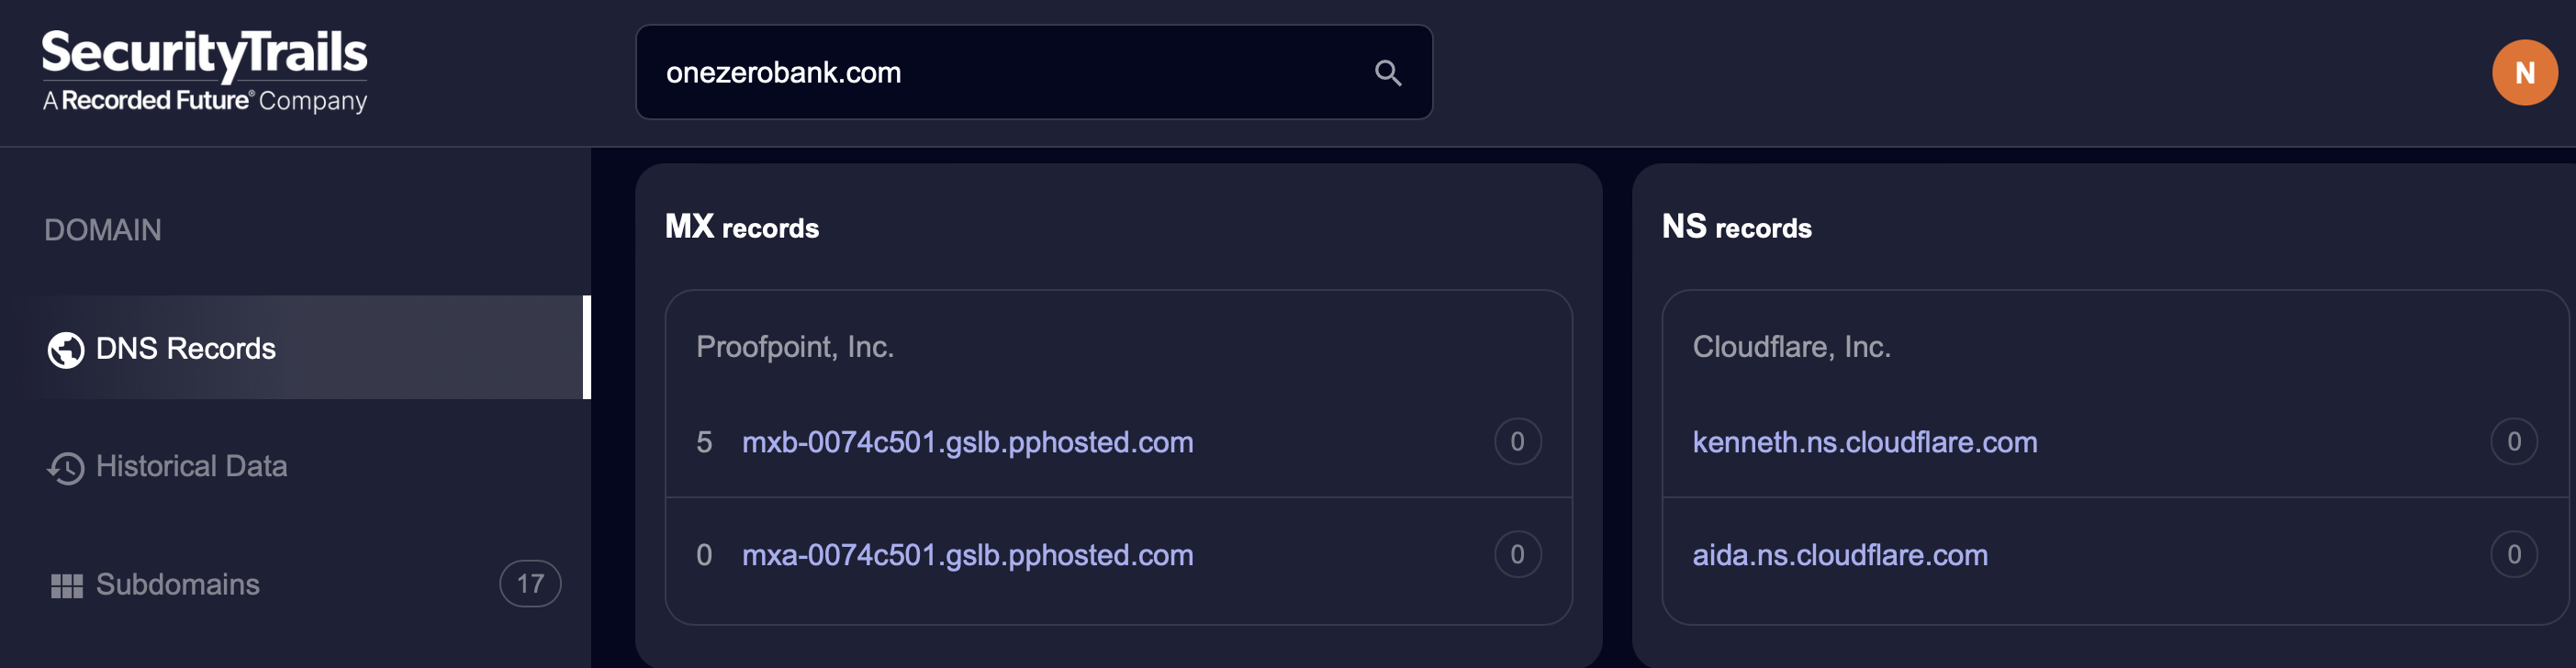 SecurityTrails
A Recorded Future® Company
onezerobank.com
N
DOMAIN
DNS Records
Historical Data
Subdomains 17
MX records
Proofpoint, Inc.
5 mxb-0074c501.gslb.pphosted.com 0
0 mxa-0074c501.gslb.pphosted.com 0
NS records
Cloudflare, Inc.
kenneth.ns.cloudflare.com 0
aida.ns.cloudflare.com 0